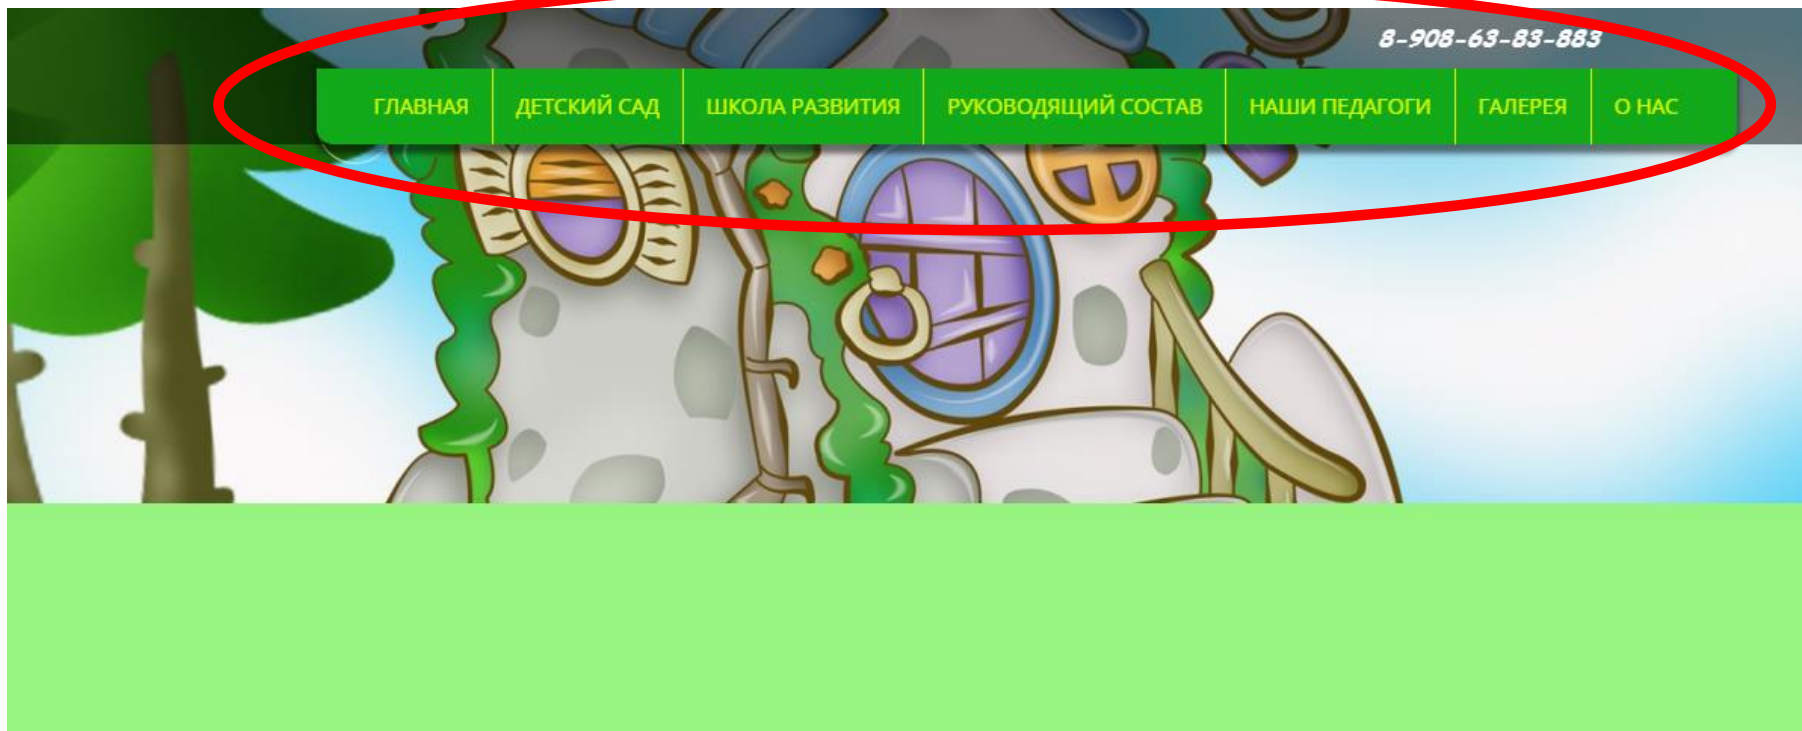 8-908-63-83-883
ГЛАВНАЯ ДЕТСКИЙ САД ШКОЛА РАЗВИТИЯ РУКОВОДЯЩИЙ СОСТАВ НАШИ ПЕДАГОГИ ГАЛЕРЕЯ О НАС